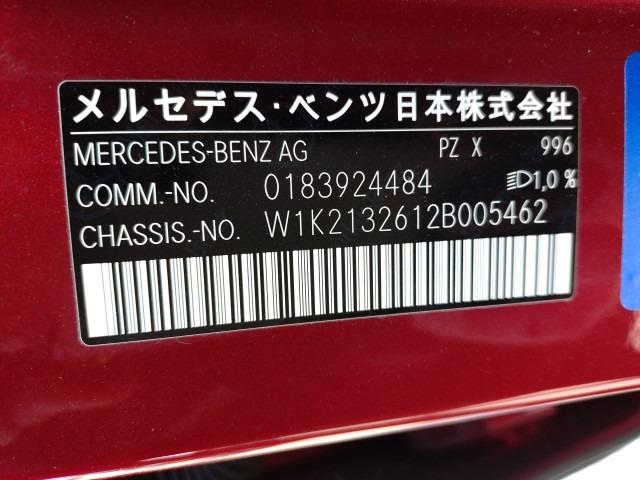 メルセデス・ベンツ日本株式会社
MERCEDES-BENZ AG PZ X 996
COMM.-NO. 0183924484 1,0 %
CHASSIS.-NO. W1K2132612B005462